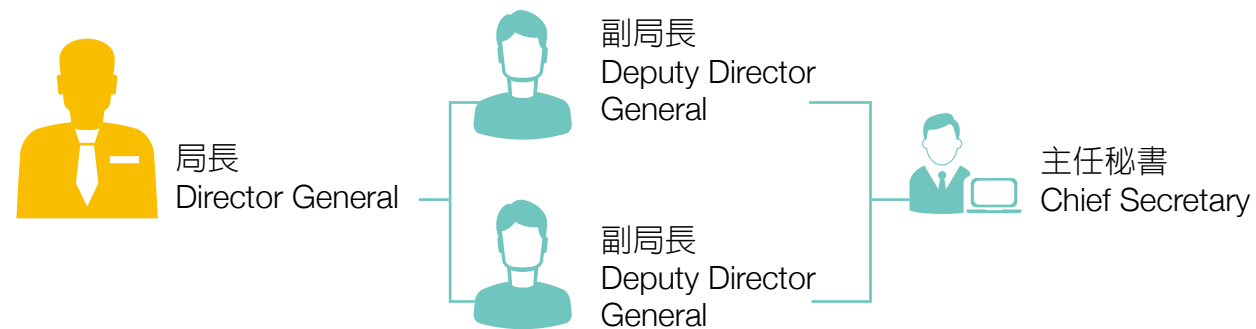 局長
Director General
副局長
Deputy Director
General
副局長
Deputy Director
General
主任秘書
Chief Secretary